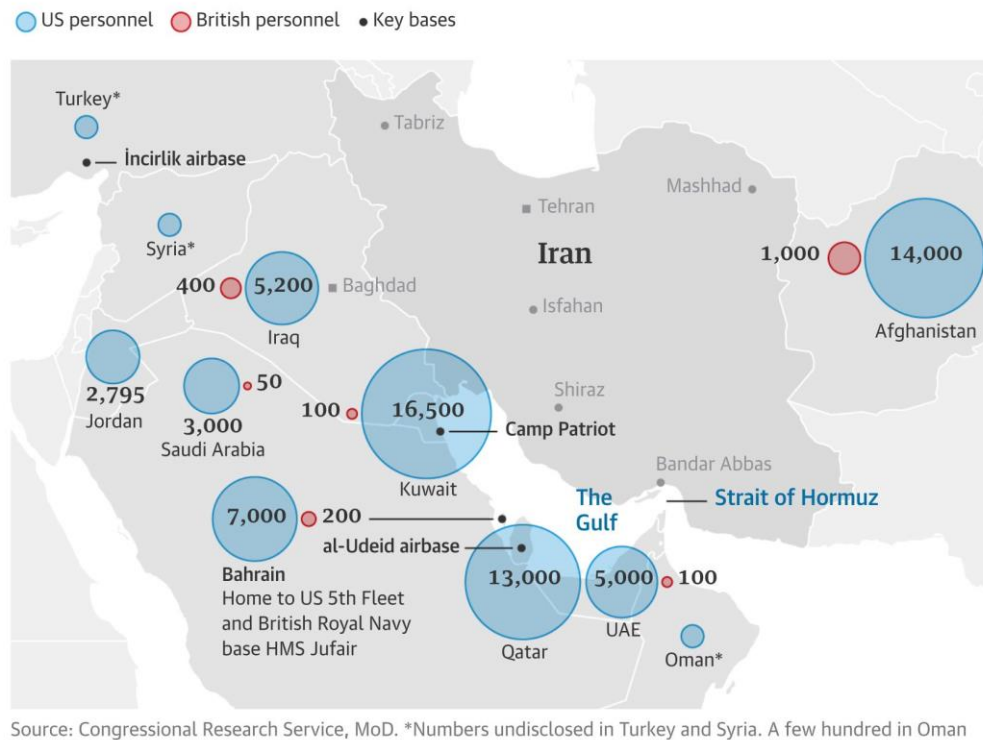 US personnel
British personnel
Key bases
Turkey*
Tabriz
İncirlik airbase
Mashhad
Tehran
Syria*
Iran
1,000
14,000
400
5,200
Baghdad
Iraq
Isfahan
Afghanistan
2,795
Jordan
50
3,000
Saudi Arabia
100
16,500
Shiraz
Camp Patriot
Kuwait
Bandar Abbas
The
Gulf
Strait of Hormuz
7,000
200
al-Udeid airbase
Bahrain
Home to US 5th Fleet
and British Royal Navy
base HMS Jufair
13,000
Qatar
5,000
100
UAE
Oman*
Source: Congressional Research Service, MoD. *Numbers undisclosed in Turkey and Syria. A few hundred in Oman